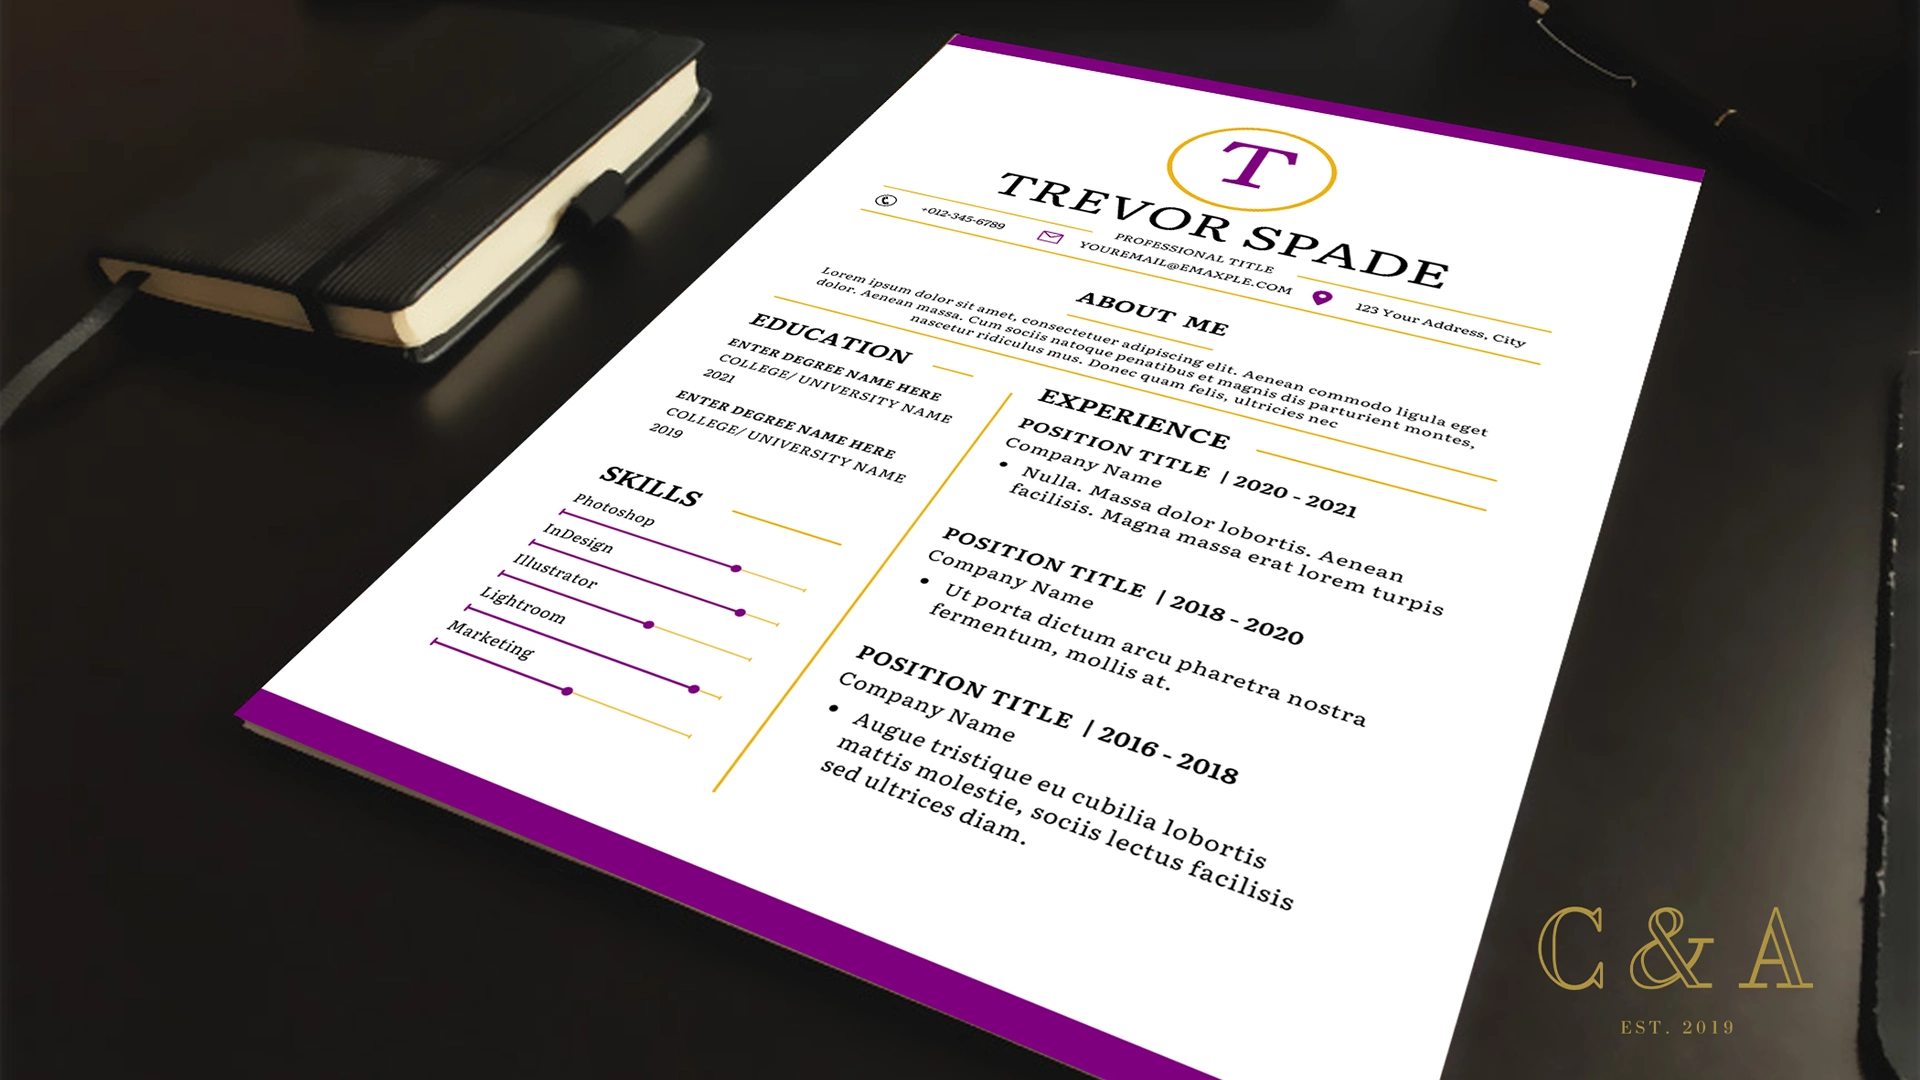 T
TREVOR SPADE
PROFESSIONAL TITLE
+012-345-6789
YOUREMAIL@EMAXPLE.COM
123 Your Address, City
ABOUT ME
Lorem ipsum dolor sit amet, consectetuer adipiscing elit. Aenean commodo ligula eget
dolor. Aenean massa. Cum sociis natoque penatibus et magnis dis parturient montes,
nascetur ridiculus mus. Donec quam felis, ultricies nec
EDUCATION
ENTER DEGREE NAME HERE
COLLEGE/ UNIVERSITY NAME
2021
ENTER DEGREE NAME HERE
COLLEGE/ UNIVERSITY NAME
2019
SKILLS
Photoshop
InDesign
Illustrator
Lightroom
Marketing
EXPERIENCE
POSITION TITLE | 2020 - 2021
Company Name
• Nulla. Massa dolor lobortis. Aenean
facilisis. Magna massa erat lorem turpis
POSITION TITLE | 2018 - 2020
Company Name
• Ut porta dictum arcu pharetra nostra
fermentum, mollis at.
POSITION TITLE | 2016 - 2018
Company Name
• Augue tristique eu cubilia lobortis
mattis molestie, sociis lectus facilisis
sed ultrices diam.
C & A
EST. 2019